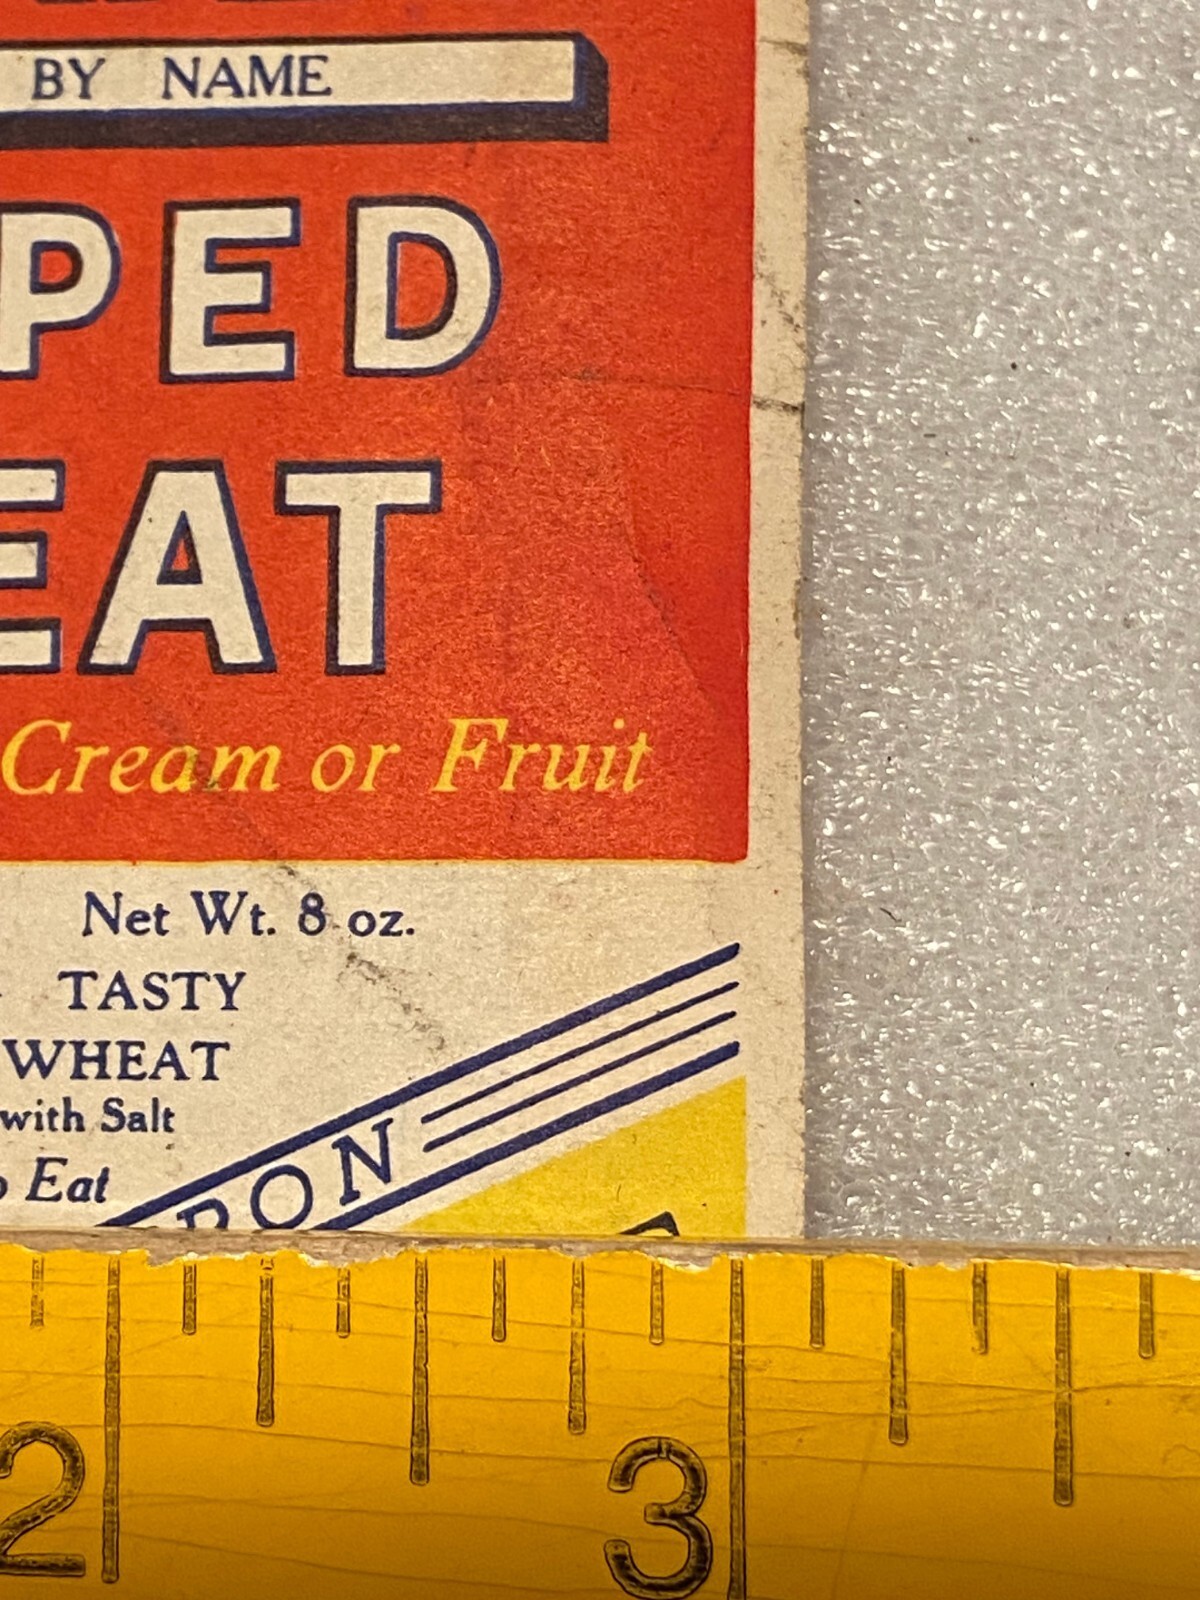 BY NAME
PED
EAT
Cream or Fruit
Net Wt. 8 oz.
TASTY
WHEAT
with Salt
Eat
RON
2
3